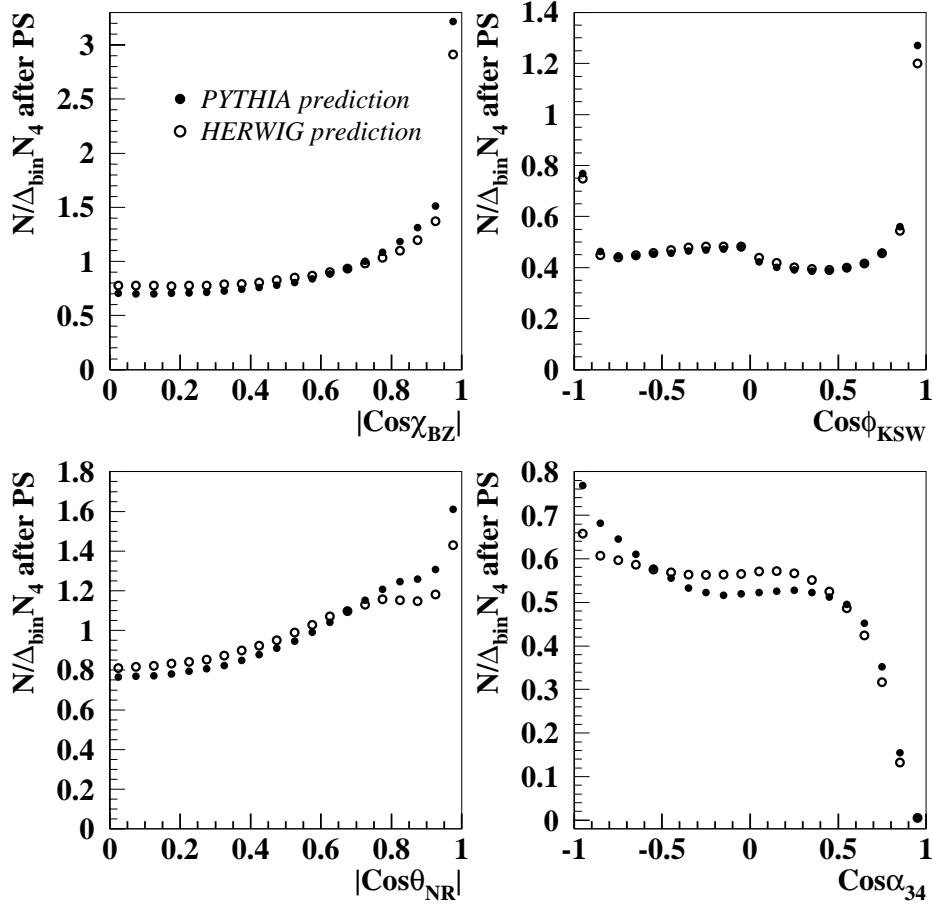 N/Δ_bin N_4 after PS
3
2.5
2
1.5
1
0.5
0
● PYTHIA prediction
○ HERWIG prediction
0 0.2 0.4 0.6 0.8 1
|Cosχ_BZ|
N/Δ_bin N_4 after PS
1.4
1.2
1
0.8
0.6
0.4
0.2
0
-1 -0.5 0 0.5 1
Cosϕ_KSW
N/Δ_bin N_4 after PS
1.8
1.6
1.4
1.2
1
0.8
0.6
0.4
0.2
0
0 0.2 0.4 0.6 0.8 1
|Cosθ_NR|
N/Δ_bin N_4 after PS
0.8
0.7
0.6
0.5
0.4
0.3
0.2
0.1
0
-1 -0.5 0 0.5 1
Cosα_34